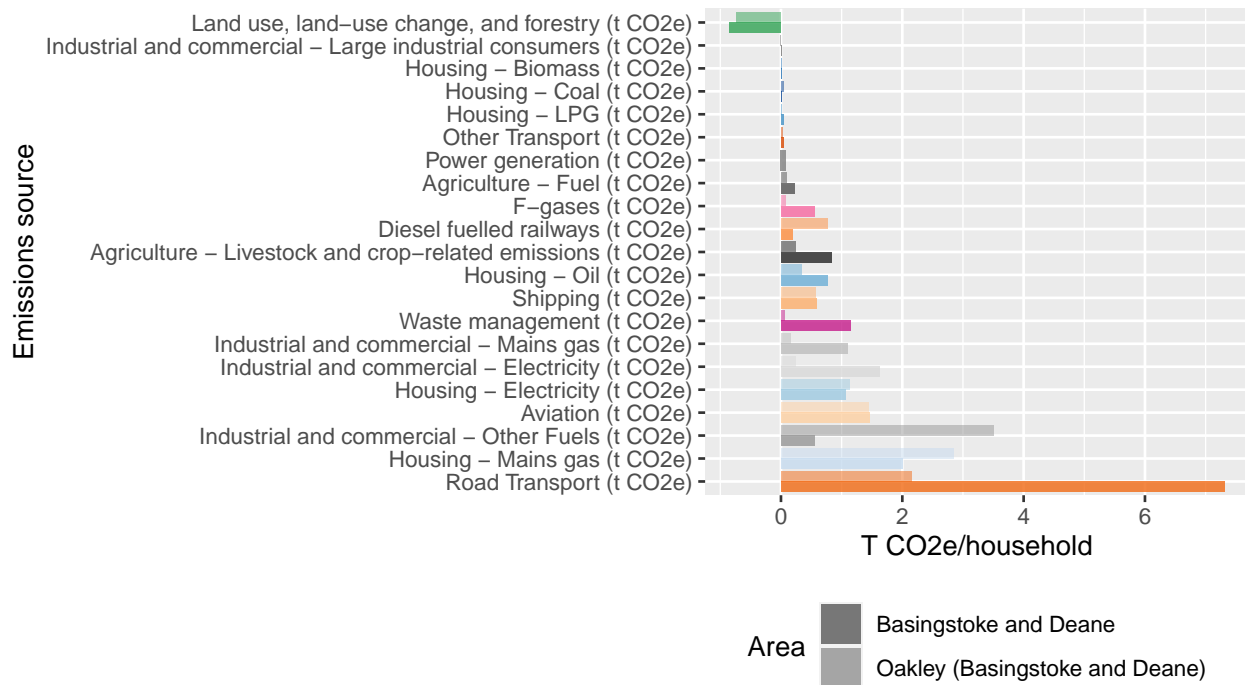 Land use, land−use change, and forestry (t CO2e)
Industrial and commercial − Large industrial consumers (t CO2e)
Housing − Biomass (t CO2e)
Housing − Coal (t CO2e)
Housing − LPG (t CO2e)
Other Transport (t CO2e)
Power generation (t CO2e)
Agriculture − Fuel (t CO2e)
F−gases (t CO2e)
Diesel fuelled railways (t CO2e)
Agriculture − Livestock and crop−related emissions (t CO2e)
Housing − Oil (t CO2e)
Shipping (t CO2e)
Waste management (t CO2e)
Industrial and commercial − Mains gas (t CO2e)
Industrial and commercial − Electricity (t CO2e)
Housing − Electricity (t CO2e)
Aviation (t CO2e)
Industrial and commercial − Other Fuels (t CO2e)
Housing − Mains gas (t CO2e)
Road Transport (t CO2e)
Emissions source
0 2 4 6
T CO2e/household
Area
Basingstoke and Deane
Oakley (Basingstoke and Deane)